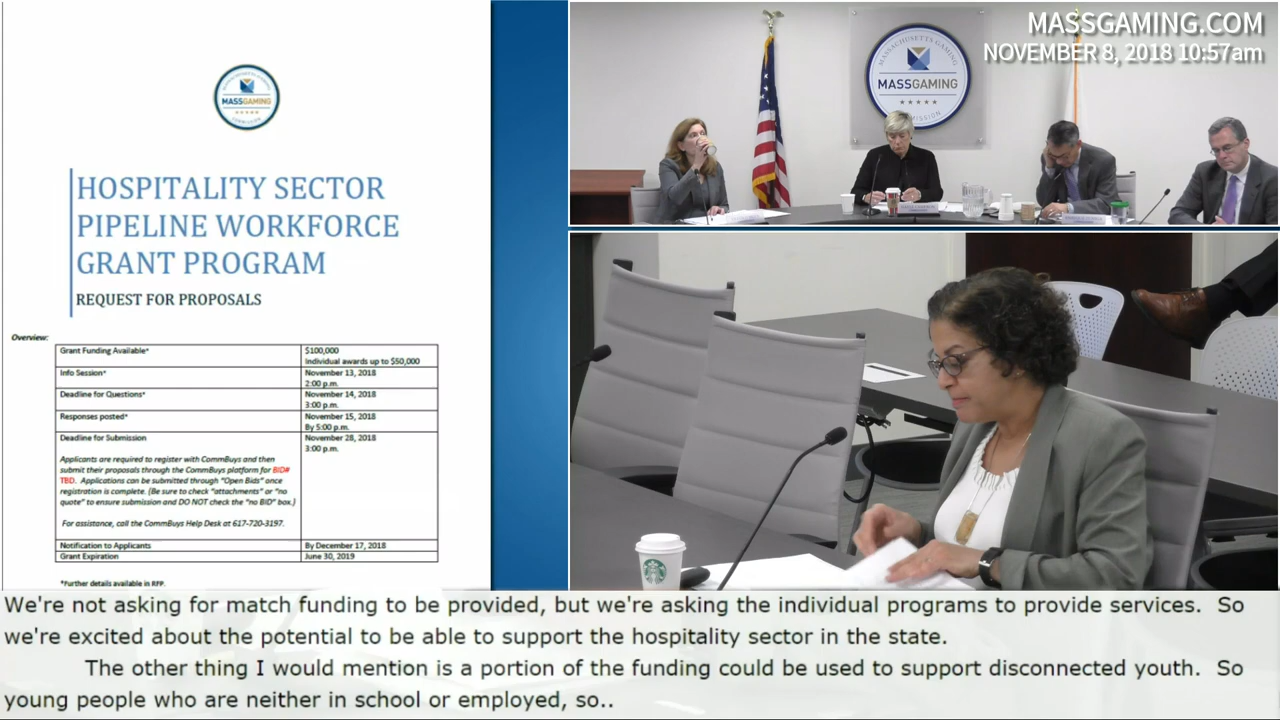 MASSGAMING
HOSPITALITY SECTOR
PIPELINE WORKFORCE
GRANT PROGRAM
REQUEST FOR PROPOSALS
Overview:
Grant Funding Available*
$100,000
Individual awards up to $50,000
Info Session*
November 13, 2018
2:00 p.m.
Deadline for Questions*
November 14, 2018
3:00 p.m.
Responses posted*
November 15, 2018
By 5:00 p.m.
Deadline for Submission
November 28, 2018
3:00 p.m.
Applicants are required to register with CommBuys and then
submit their proposals through the CommBuys platform for BID#
TBD. Applications can be submitted through "Open Bids" once
registration is complete. (Be sure to check "attachments" or "no
quote" to ensure submission and DO NOT check the "no BID" box.)
For assistance, call the CommBuys Help Desk at 617-720-3197.
Notification to Applicants
By December 17, 2018
Grant Expiration
June 30, 2019
*Further details available in RFP.
MASSGAMING.COM
NOVEMBER 8, 2018 10:57am
MASSACHUSETTS GAMING
MASSGAMING
COMMISSION
We're not asking for match funding to be provided, but we're asking the individual programs to provide services. So
we're excited about the potential to be able to support the hospitality sector in the state.
The other thing I would mention is a portion of the funding could be used to support disconnected youth. So
young people who are neither in school or employed, so..